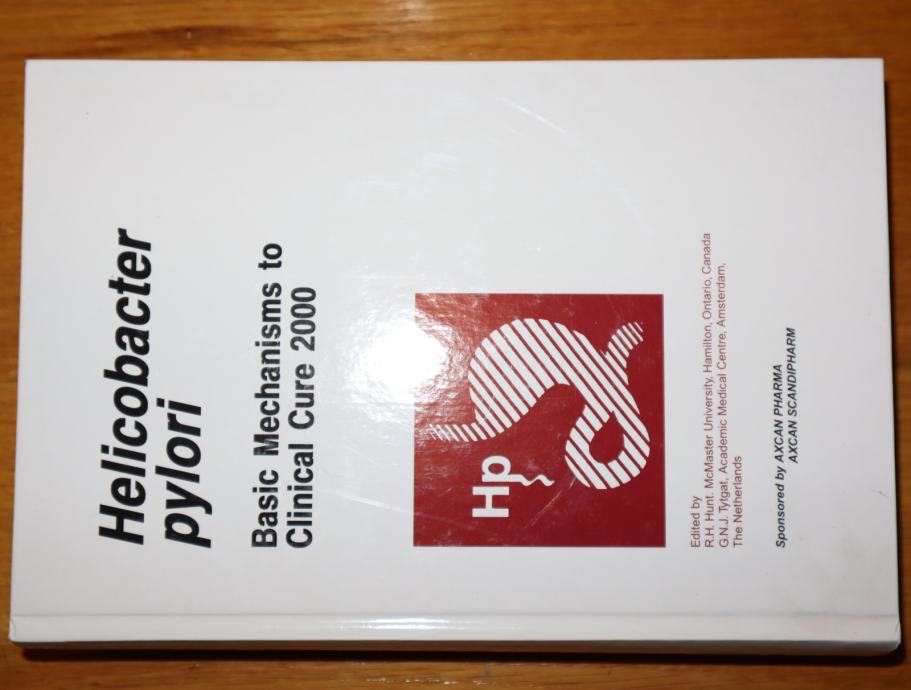 Helicobacter
pylori
Basic Mechanisms to
Clinical Cure 2000
Hp
Edited by
R.H. Hunt. McMaster University, Hamilton, Ontario, Canada
G.N.J. Tytgat, Academic Medical Centre, Amsterdam,
The Netherlands
Sponsored by AXCAN PHARMA
AXCAN SCANDIPHARM